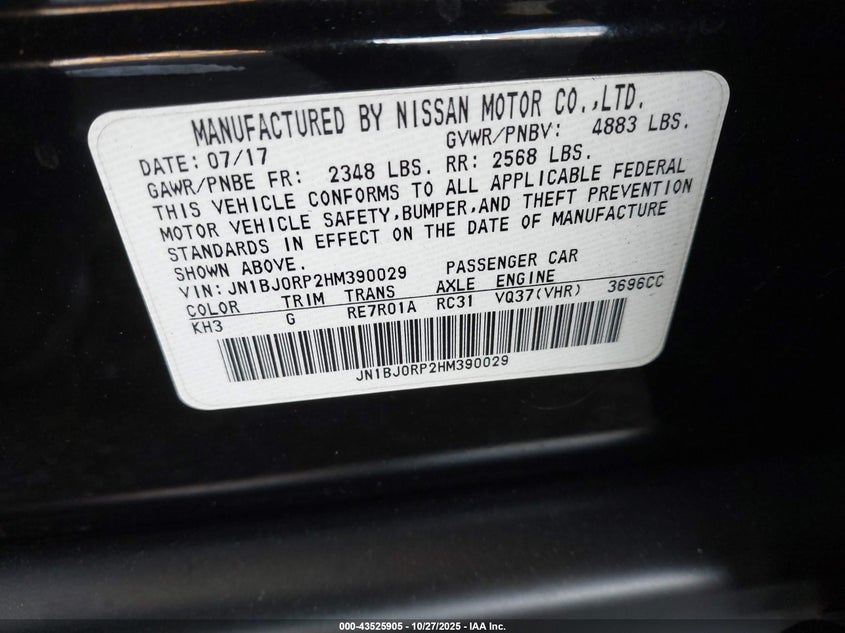 MANUFACTURED BY NISSAN MOTOR CO.,LTD.
DATE: 07/17 GVWR/PNBV: 4883 LBS.
GAWR/PNBE FR: 2348 LBS. RR: 2568 LBS.
THIS VEHICLE CONFORMS TO ALL APPLICABLE FEDERAL
MOTOR VEHICLE SAFETY,BUMPER,AND THEFT PREVENTION
STANDARDS IN EFFECT ON THE DATE OF MANUFACTURE
SHOWN ABOVE.
VIN: JN1BJ0RP2HM390029 PASSENGER CAR
COLOR TRIM TRANS AXLE ENGINE
KH3 G RE7R01A RC31 VQ37(VHR) 3696CC
JN1BJ0RP2HM390029
000-43525905 - 10/27/2025 - IAA Inc.